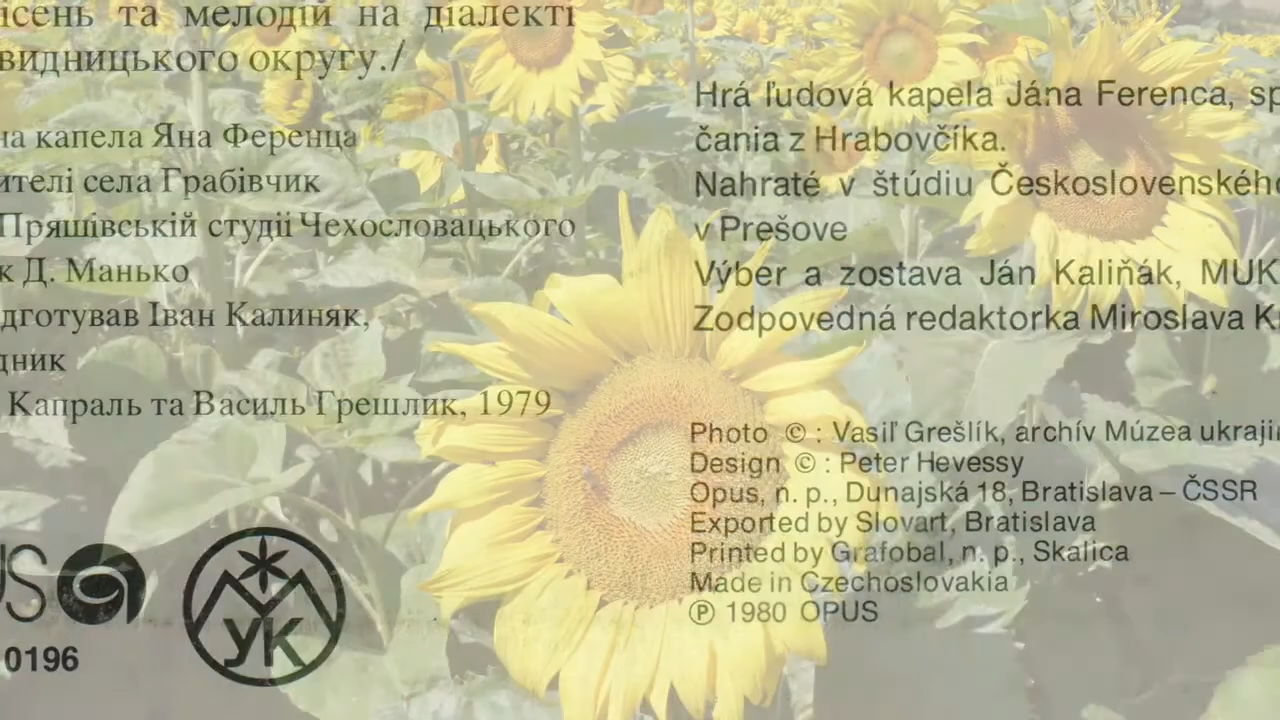 ісень та мелодій на діалекті
видницького округу./
на капела Яна Ференца
ителі села Грабівчик
Пряшівській студії Чехословацького
к Д. Манько
дготував Іван Калиняк,
дник
Капраль та Василь Грешлик, 1979
US
МУК
0196
Hrá ľudová kapela Jána Ferenca, sp
čania z Hrabovčíka.
Nahraté v štúdiu Československého
v Prešove
Výber a zostava Ján Kaliňák, MUK
Zodpovedná redaktorka Miroslava K
Photo © : Vasiľ Grešlík, archív Múzea ukraji
Design © : Peter Hevessy
Opus, n. p., Dunajská 18, Bratislava – ČSSR
Exported by Slovart, Bratislava
Printed by Grafobal, n. p., Skalica
Made in Czechoslovakia
Ⓟ 1980 OPUS